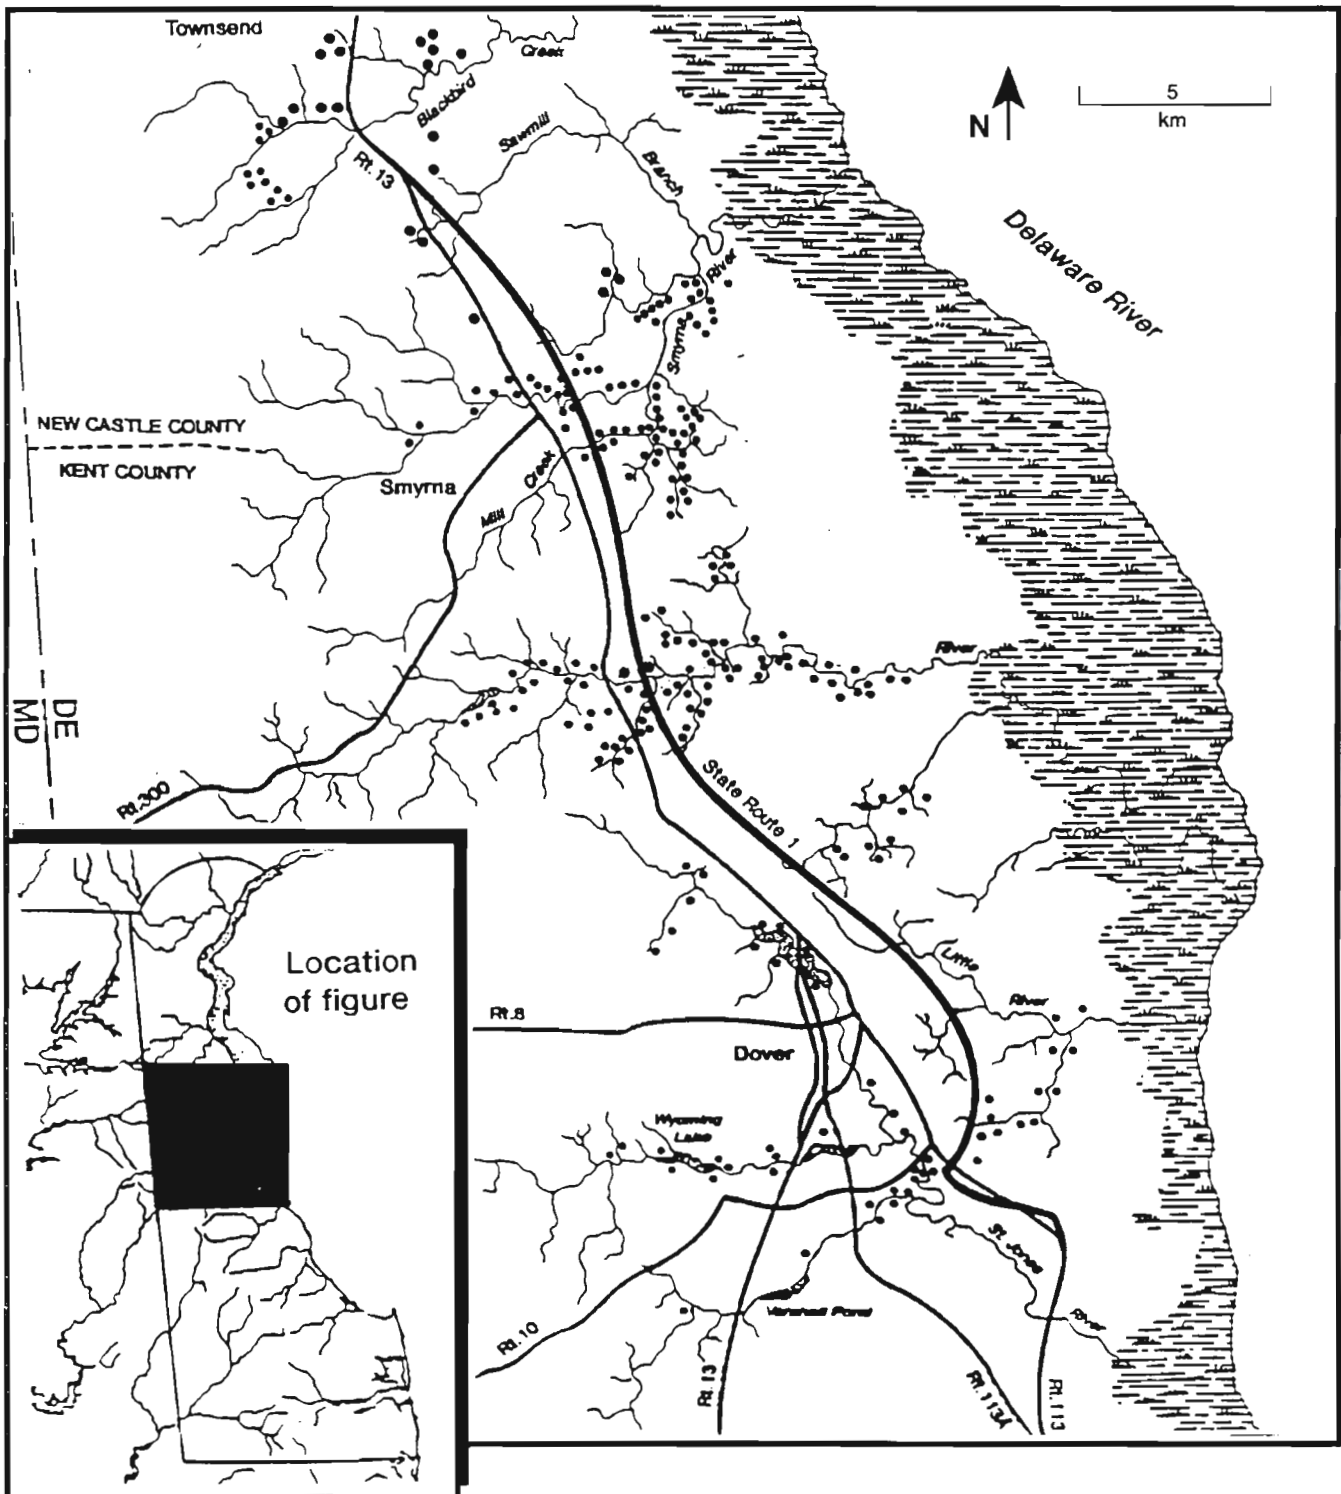 Townsend
Creek
Blackbird
Sawmill
Branch
N
5
km
Rt. 13
Delaware River
River
Smyrna
NEW CASTLE COUNTY
KENT COUNTY
Smyrna
Mill
Creek
River
DE
MD
Rt.300
State Route 1
Little
River
Location
of figure
Rt.8
Dover
Wyoming
Lake
St. Jones
River
Rt.10
Rt. 13
Rt.113A
Rt.113